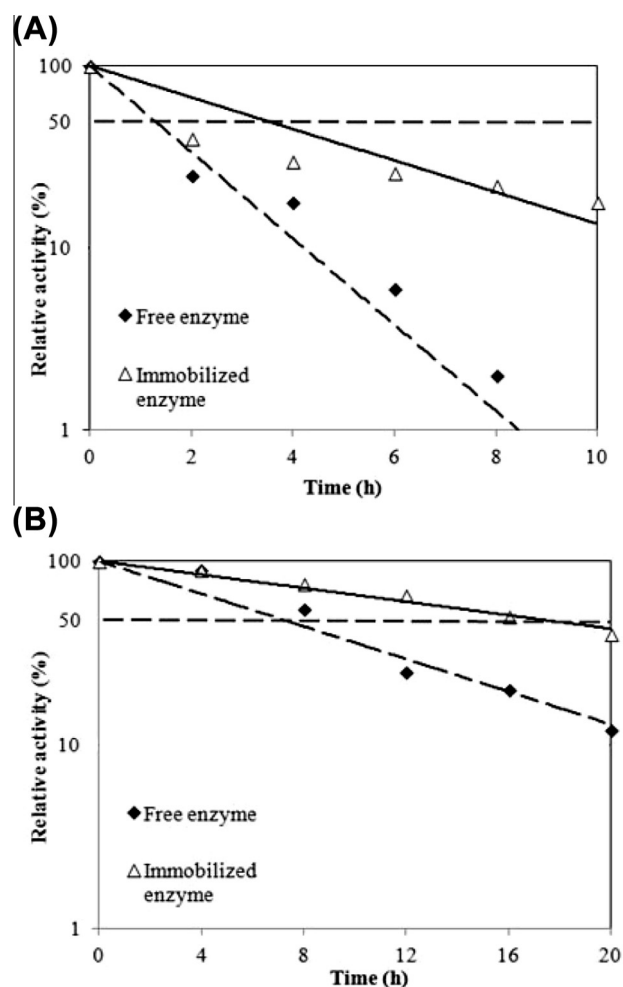 (A)
100
50
10
1
Relative activity (%)
Free enzyme
Immobilized
enzyme
0
2
4
6
8
10
Time (h)
(B)
100
50
10
1
Relative activity (%)
Free enzyme
Immobilized
enzyme
0
4
8
12
16
20
Time (h)